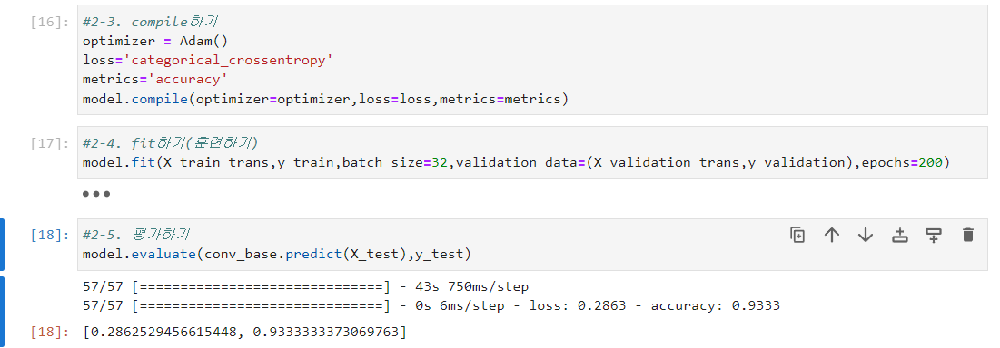 [16]: #2-3. compile하기
optimizer = Adam()
loss='categorical_crossentropy'
metrics='accuracy'
model.compile(optimizer=optimizer,loss=loss,metrics=metrics)
[17]: #2-4. fit하기(훈련하기)
model.fit(X_train_trans,y_train,batch_size=32,validation_data=(X_validation_trans,y_validation),epochs=200)
•••
[18]: #2-5. 평가하기
model.evaluate(conv_base.predict(X_test),y_test)
57/57 [==============================] - 43s 750ms/step
57/57 [==============================] - 0s 6ms/step - loss: 0.2863 - accuracy: 0.9333
[18]: [0.2862529456615448, 0.9333333373069763]